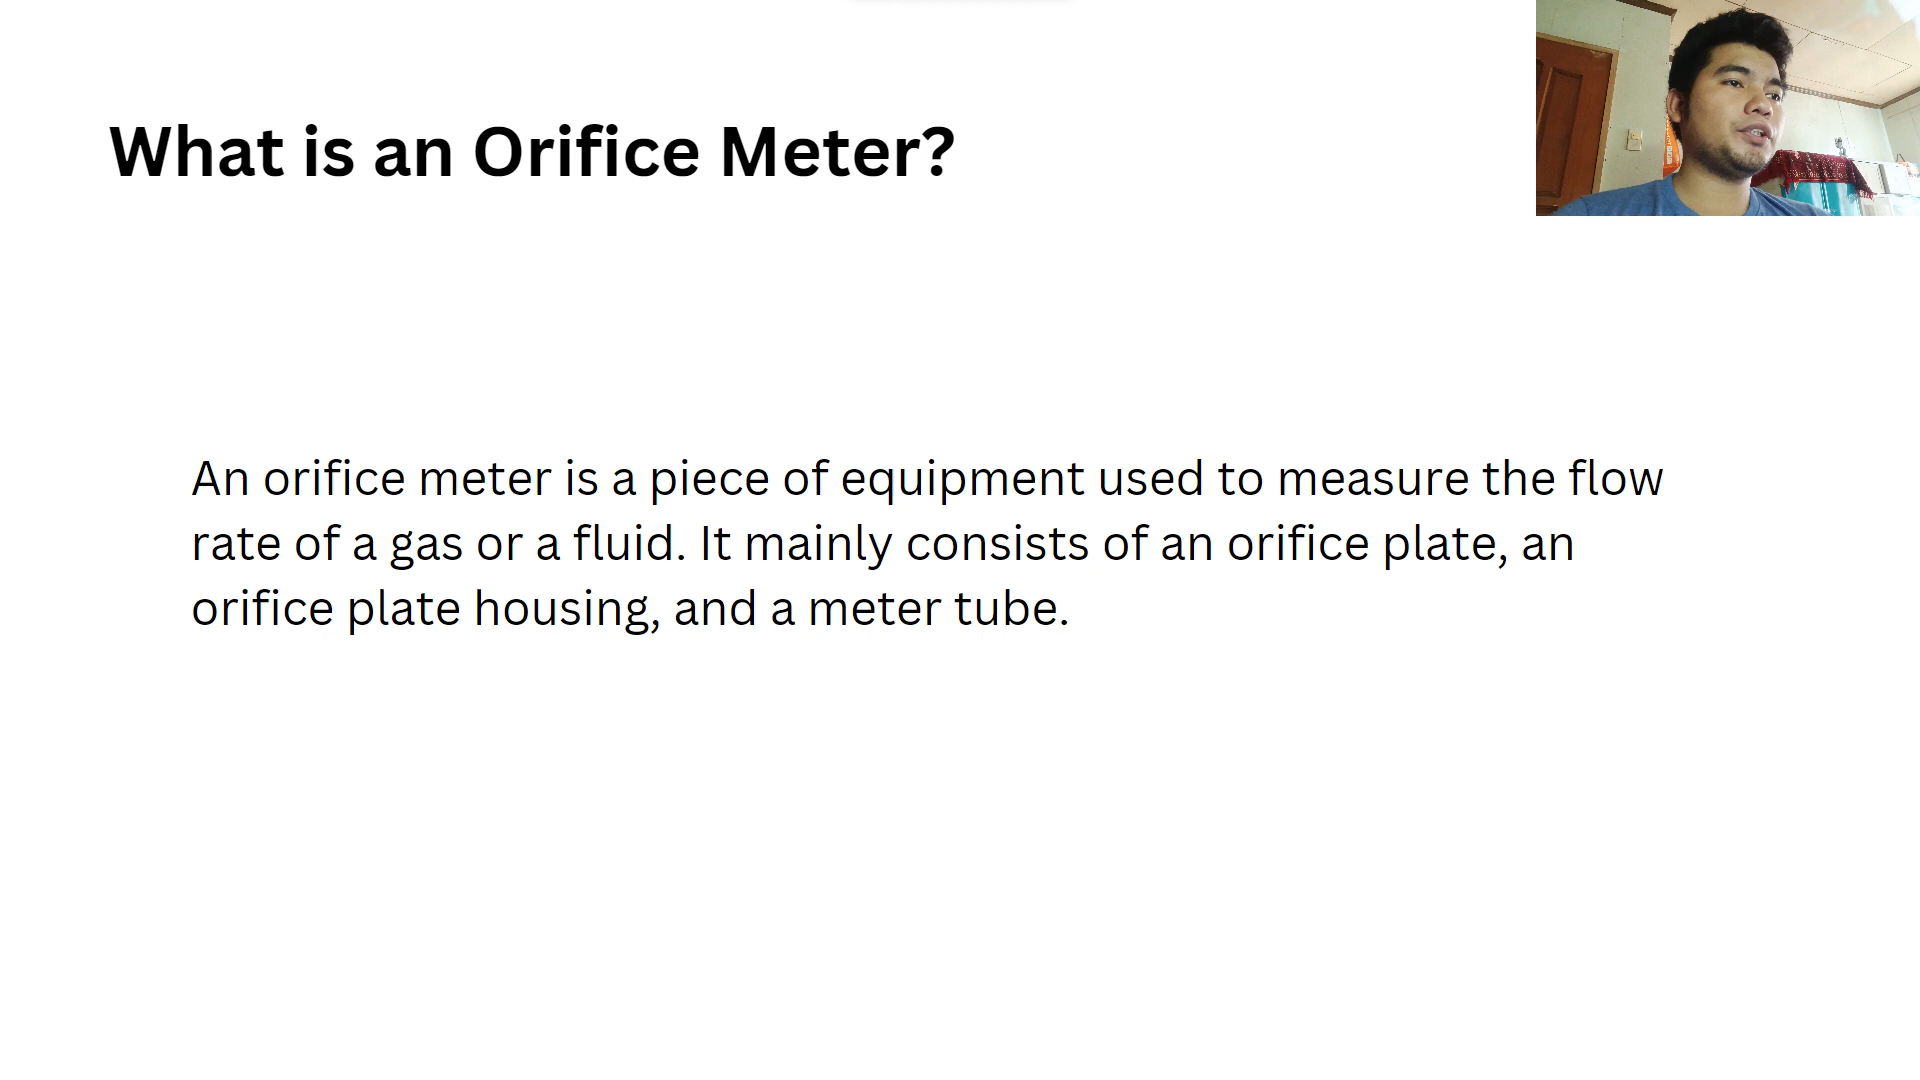 What is an Orifice Meter?
An orifice meter is a piece of equipment used to measure the flow
rate of a gas or a fluid. It mainly consists of an orifice plate, an
orifice plate housing, and a meter tube.